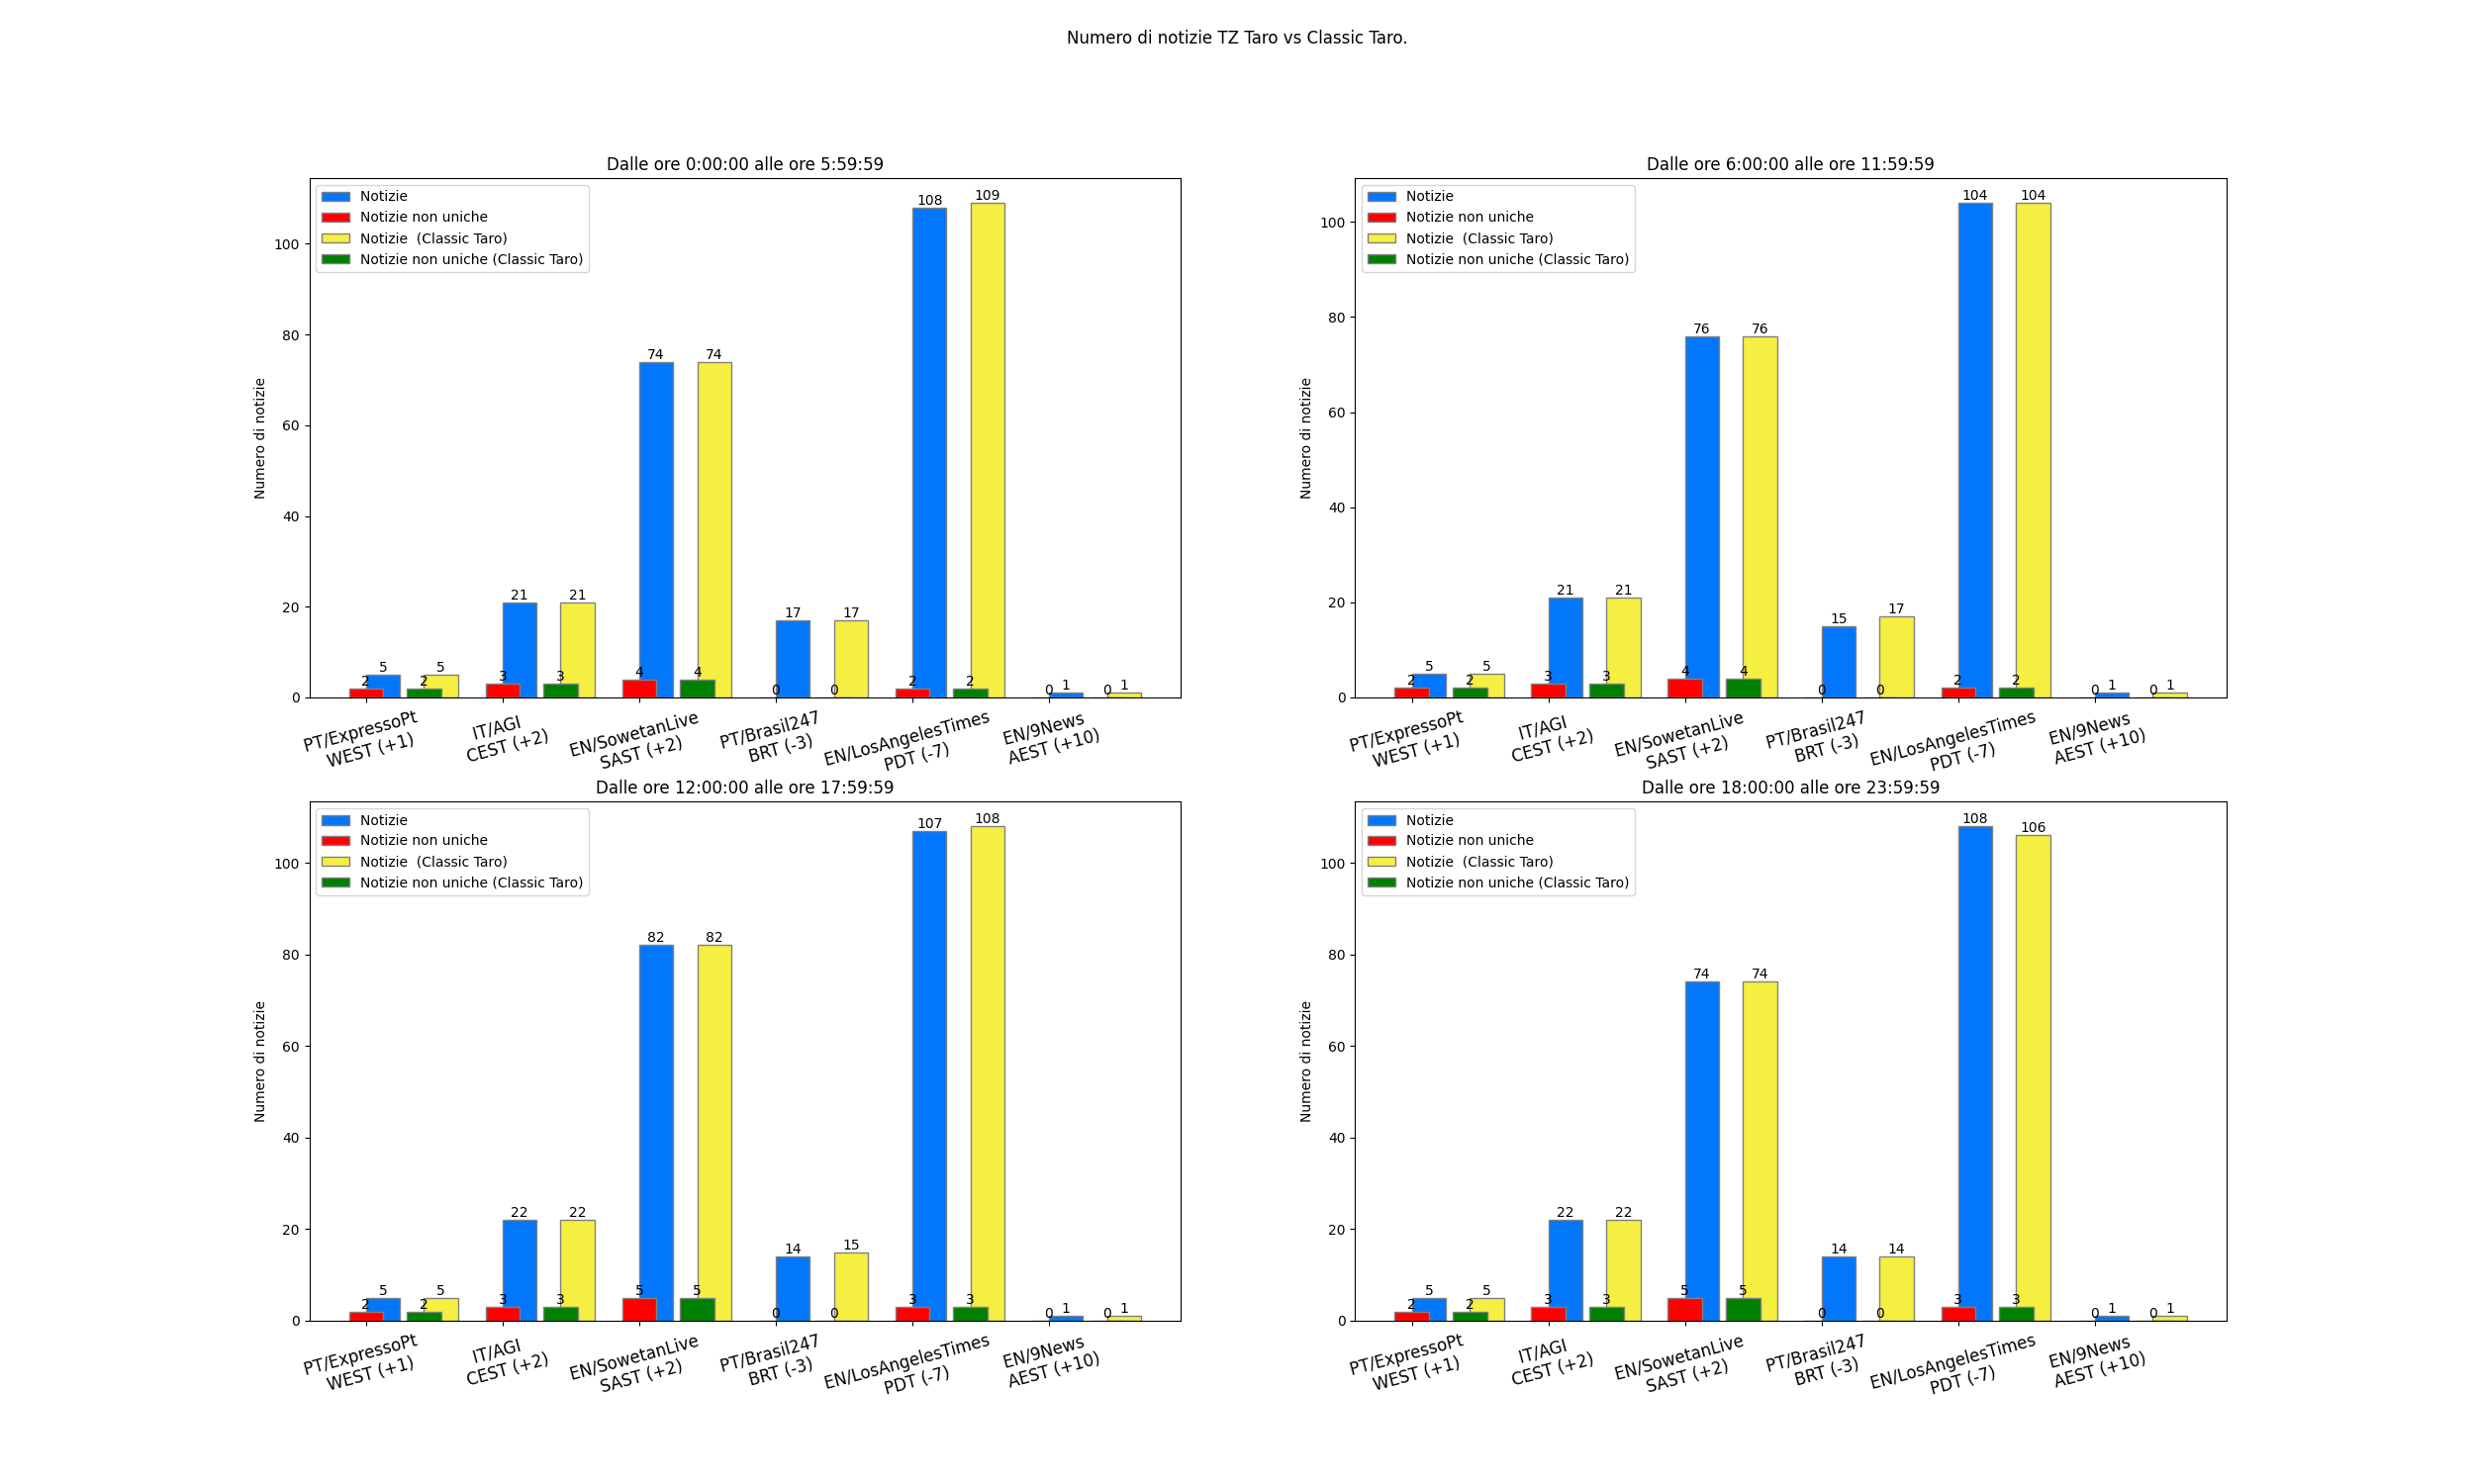 Numero di notizie TZ Taro vs Classic Taro.
Dalle ore 0:00:00 alle ore 5:59:59
Notizie
Notizie non uniche
Notizie  (Classic Taro)
Notizie non uniche (Classic Taro)
Numero di notizie
100
80
60
40
20
0
2 5 2 5
3 21 3 21
4 74 4 74
0 17 0 17
2 108 2 109
0 1 0 1
PT/ExpressoPt
WEST (+1)
IT/AGI
CEST (+2)
EN/SowetanLive
SAST (+2)
PT/Brasil247
BRT (-3)
EN/LosAngelesTimes
PDT (-7)
EN/9News
AEST (+10)
Dalle ore 6:00:00 alle ore 11:59:59
Notizie
Notizie non uniche
Notizie  (Classic Taro)
Notizie non uniche (Classic Taro)
Numero di notizie
100
80
60
40
20
0
2 5 2 5
3 21 3 21
4 76 4 76
0 15 0 17
2 104 2 104
0 1 0 1
PT/ExpressoPt
WEST (+1)
IT/AGI
CEST (+2)
EN/SowetanLive
SAST (+2)
PT/Brasil247
BRT (-3)
EN/LosAngelesTimes
PDT (-7)
EN/9News
AEST (+10)
Dalle ore 12:00:00 alle ore 17:59:59
Notizie
Notizie non uniche
Notizie  (Classic Taro)
Notizie non uniche (Classic Taro)
Numero di notizie
100
80
60
40
20
0
2 5 2 5
3 22 3 22
5 82 5 82
0 14 0 15
3 107 3 108
0 1 0 1
PT/ExpressoPt
WEST (+1)
IT/AGI
CEST (+2)
EN/SowetanLive
SAST (+2)
PT/Brasil247
BRT (-3)
EN/LosAngelesTimes
PDT (-7)
EN/9News
AEST (+10)
Dalle ore 18:00:00 alle ore 23:59:59
Notizie
Notizie non uniche
Notizie  (Classic Taro)
Notizie non uniche (Classic Taro)
Numero di notizie
100
80
60
40
20
0
2 5 2 5
3 22 3 22
5 74 5 74
0 14 0 14
3 108 3 106
0 1 0 1
PT/ExpressoPt
WEST (+1)
IT/AGI
CEST (+2)
EN/SowetanLive
SAST (+2)
PT/Brasil247
BRT (-3)
EN/LosAngelesTimes
PDT (-7)
EN/9News
AEST (+10)